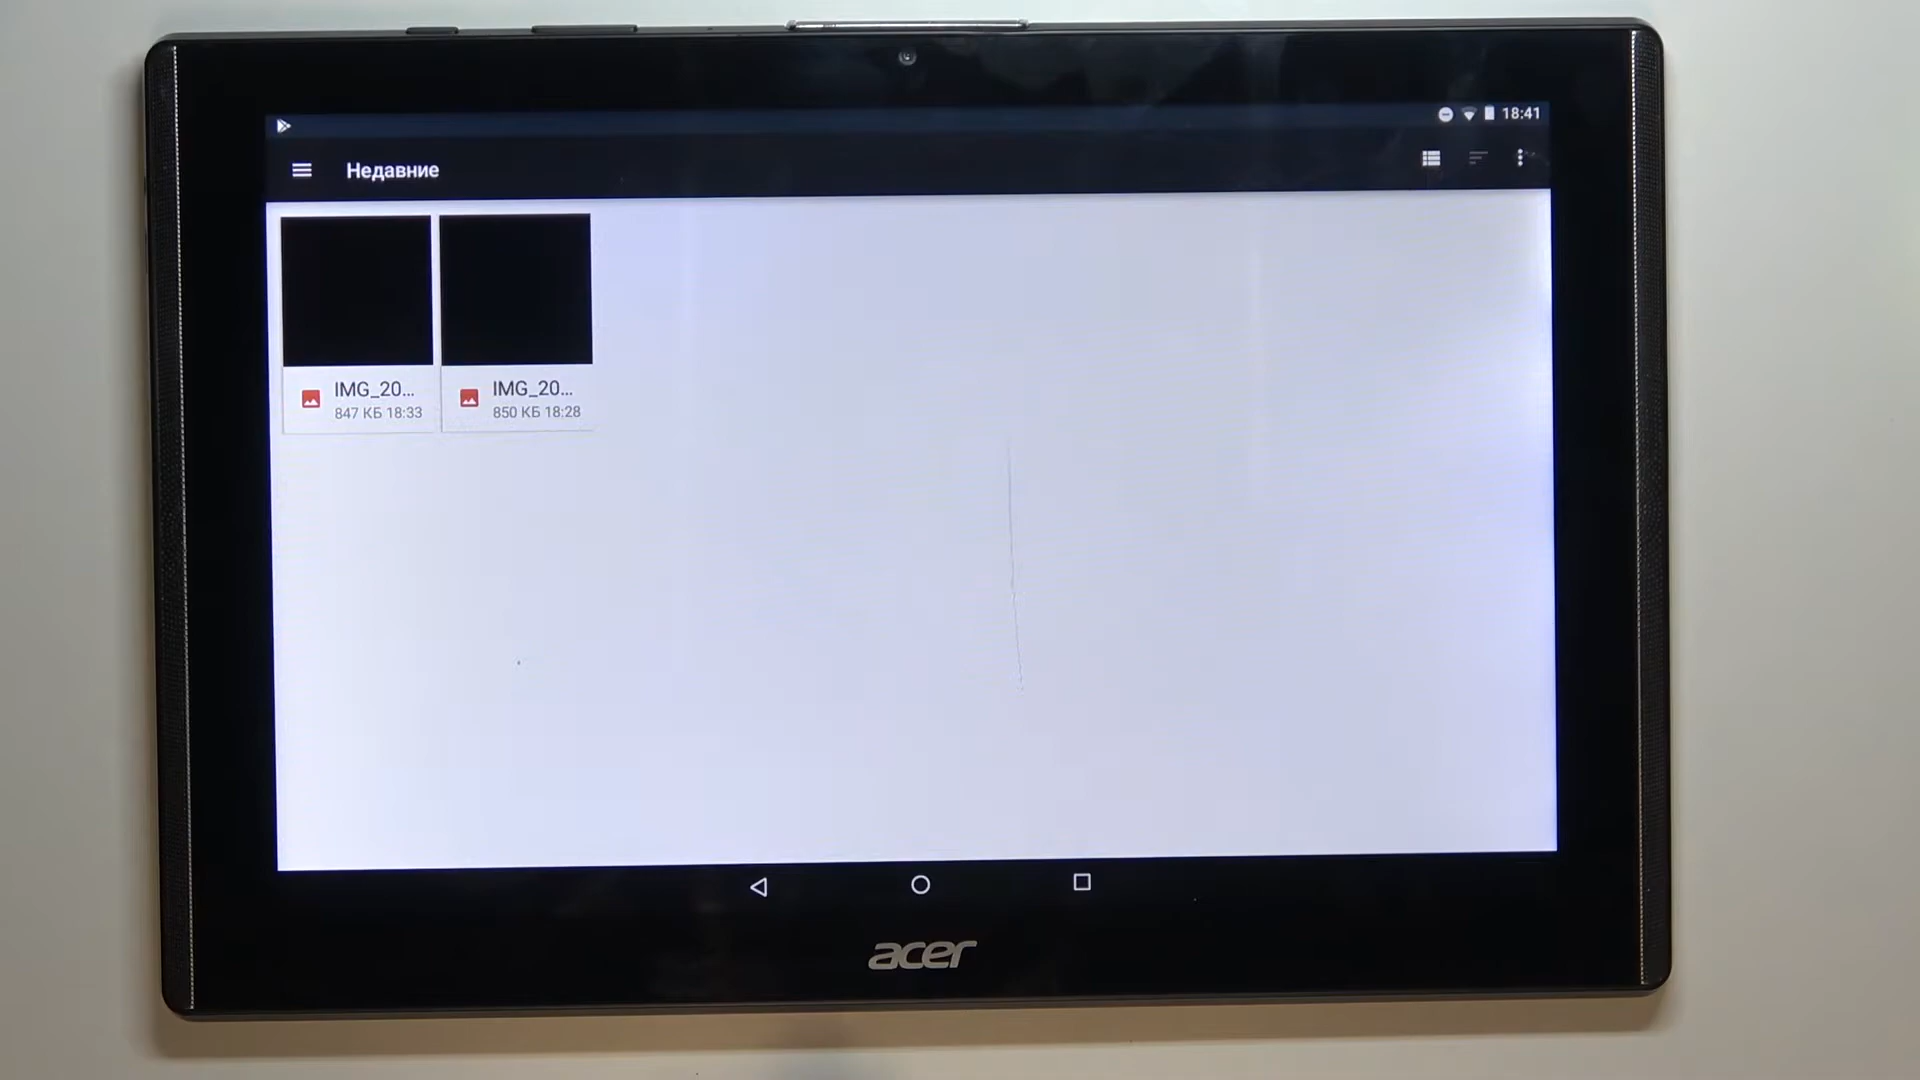 18:41
Недавние
IMG_20...
847 КБ 18:33
IMG_20...
850 КБ 18:28
acer